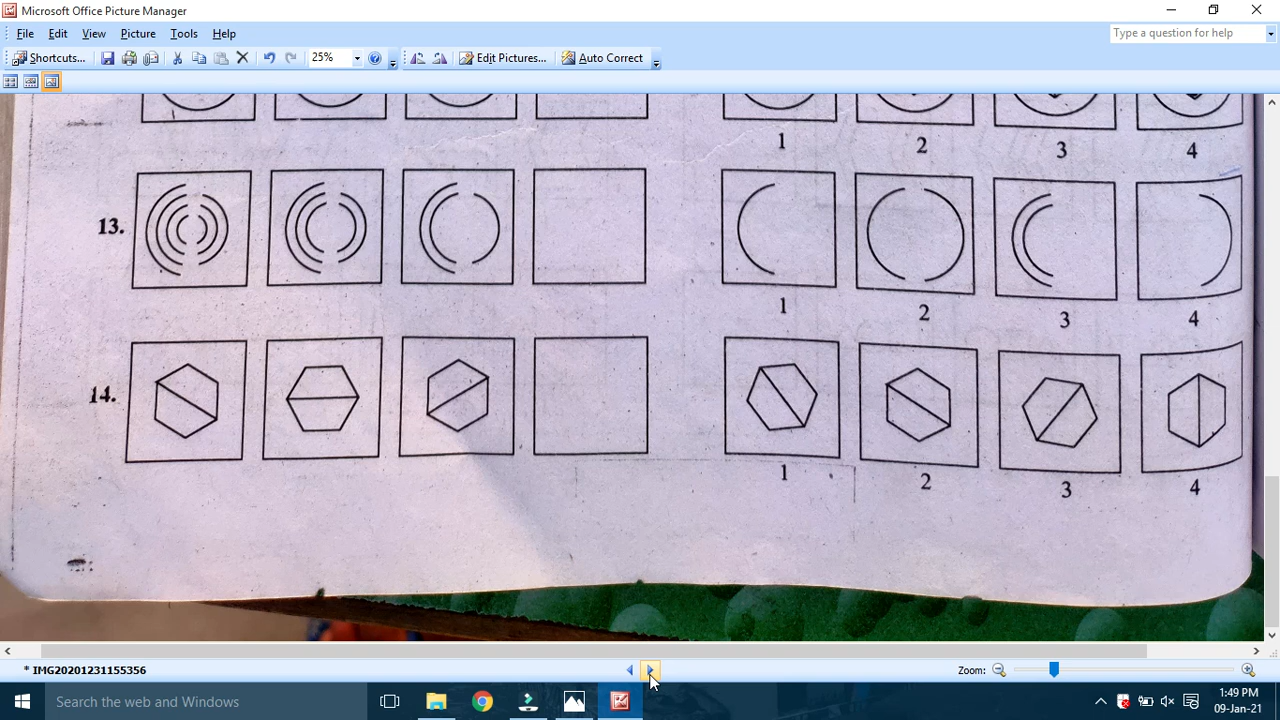 Microsoft Office Picture Manager
File Edit View Picture Tools Help
Type a question for help
Shortcuts... 25% Edit Pictures... Auto Correct
1 2 3 4
13.
1 2 3 4
14.
1 2 3 4
* IMG20201231155356
Zoom:
Search the web and Windows
1:49 PM
09-Jan-21